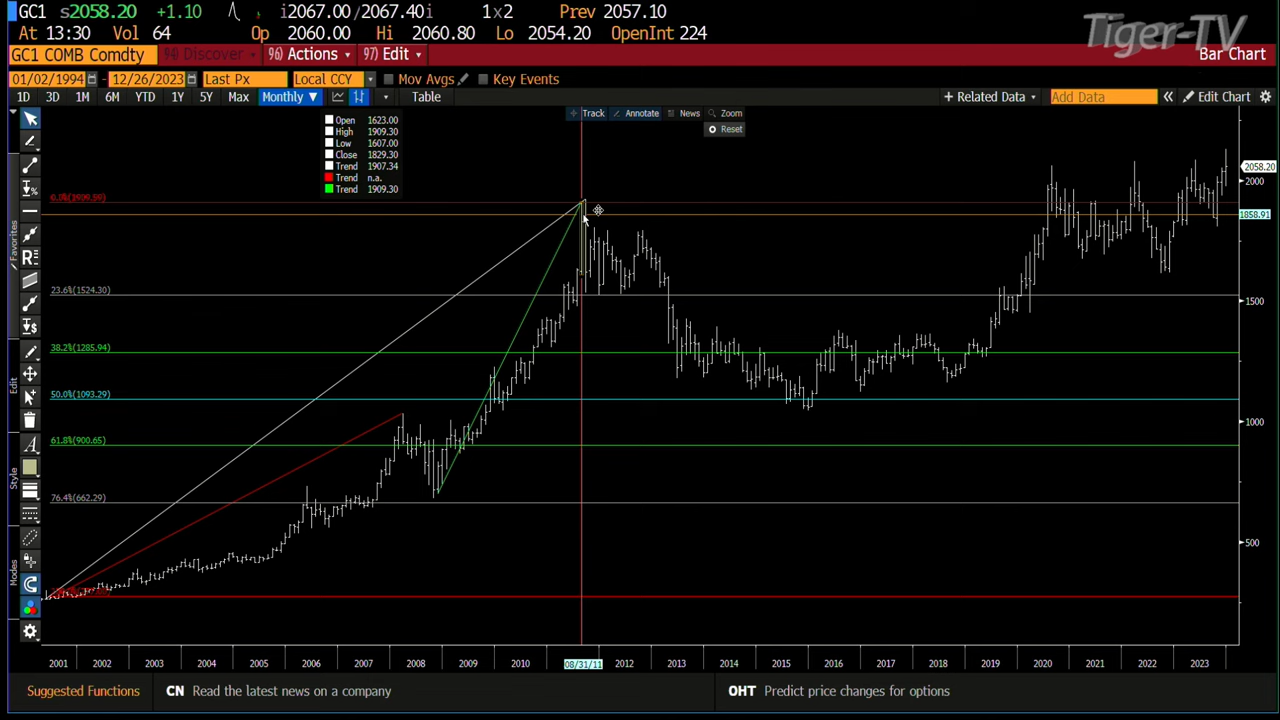 GC1 s2058.20 +1.10 i2067.00/2067.40i 1x2 Prev 2057.10
At 13:30 Vol 64 Op 2060.00 Hi 2060.80 Lo 2054.20 OpenInt 224
Tiger-TV
GC1 COMB Comdty 94) Discover 96) Actions 97) Edit Bar Chart
01/02/1994 - 12/26/2023 Last Px Local CCY Mov Avgs Key Events
1D 3D 1M 6M YTD 1Y 5Y Max Monthly ▼ Table + Related Data Add Data « Edit Chart
Track Annotate News Zoom
Reset
Open 1623.00
High 1909.30
Low 1607.00
Close 1829.30
Trend 1907.34
Trend n.a.
Trend 1909.30
2058.20
2000
1858.91
23.6%(1524.30)
1500
38.2%(1285.94)
50.0%(1093.29)
1000
61.8%(900.65)
76.4%(662.29)
500
Favorites
Edit
Style
Modes
2001 2002 2003 2004 2005 2006 2007 2008 2009 2010 08/31/11 2012 2013 2014 2015 2016 2017 2018 2019 2020 2021 2022 2023
Suggested Functions CN Read the latest news on a company OHT Predict price changes for options